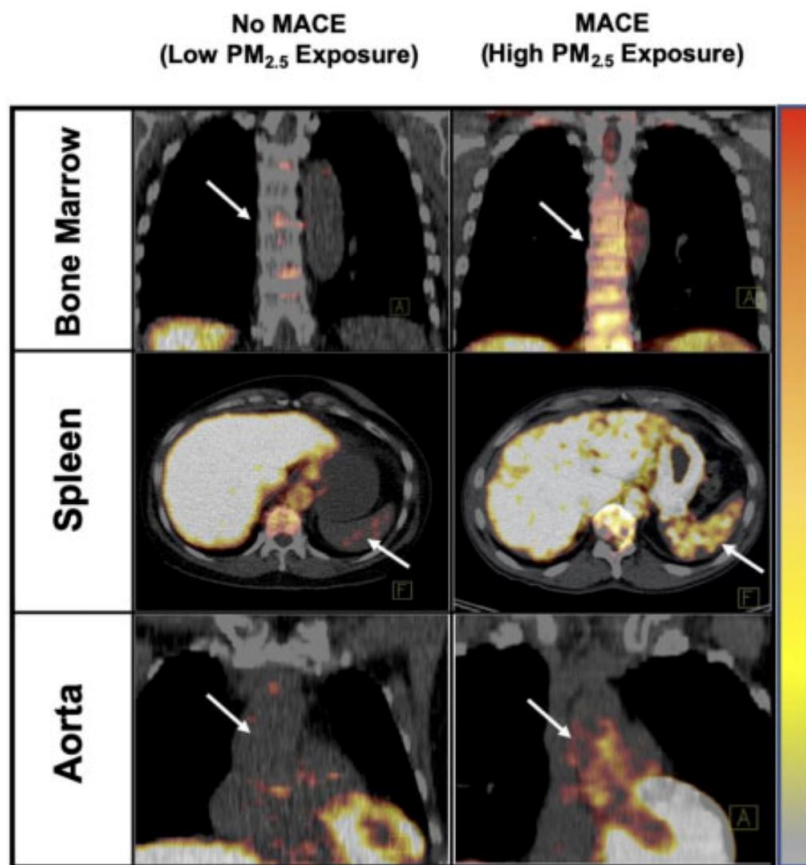 No MACE
(Low PM2.5 Exposure)
MACE
(High PM2.5 Exposure)
Bone Marrow
A
A
Spleen
F
F
Aorta
A